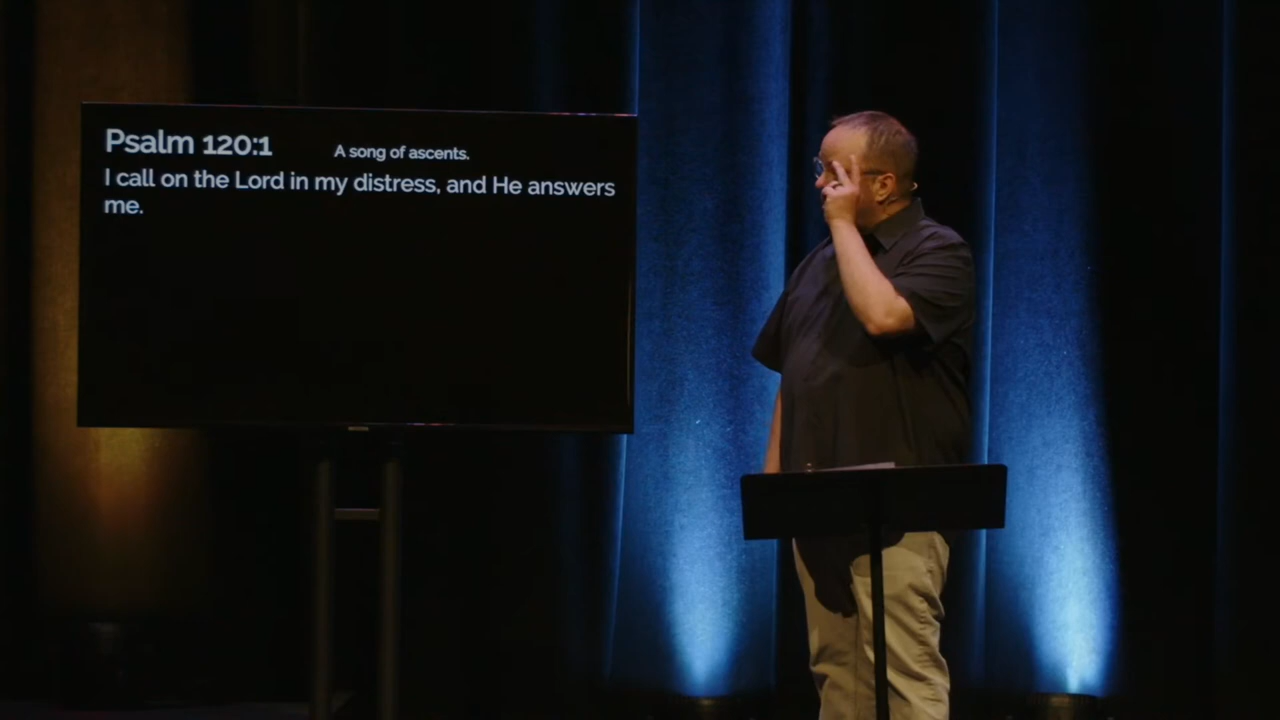 Psalm 120:1 A song of ascents.
I call on the Lord in my distress, and He answers
me.